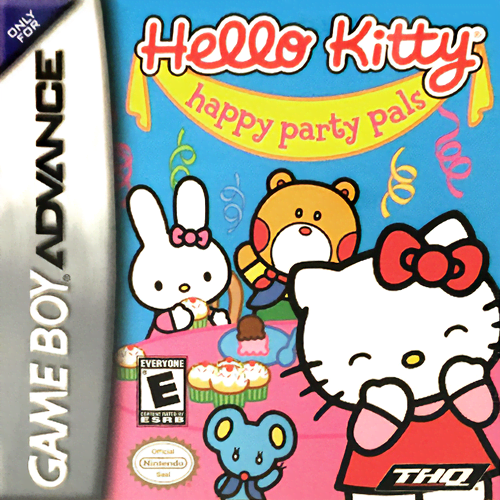 ONLY
FOR
GAME BOY ADVANCE
Hello Kitty
happy party pals
EVERYONE
E
CONTENT RATED BY
ESRB
Official
Nintendo
Seal
THQ